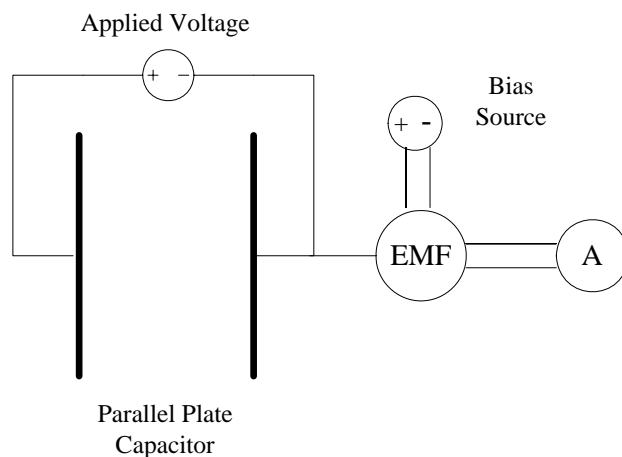 Applied Voltage
+ −
Bias
Source
+ -
EMF
A
Parallel Plate
Capacitor